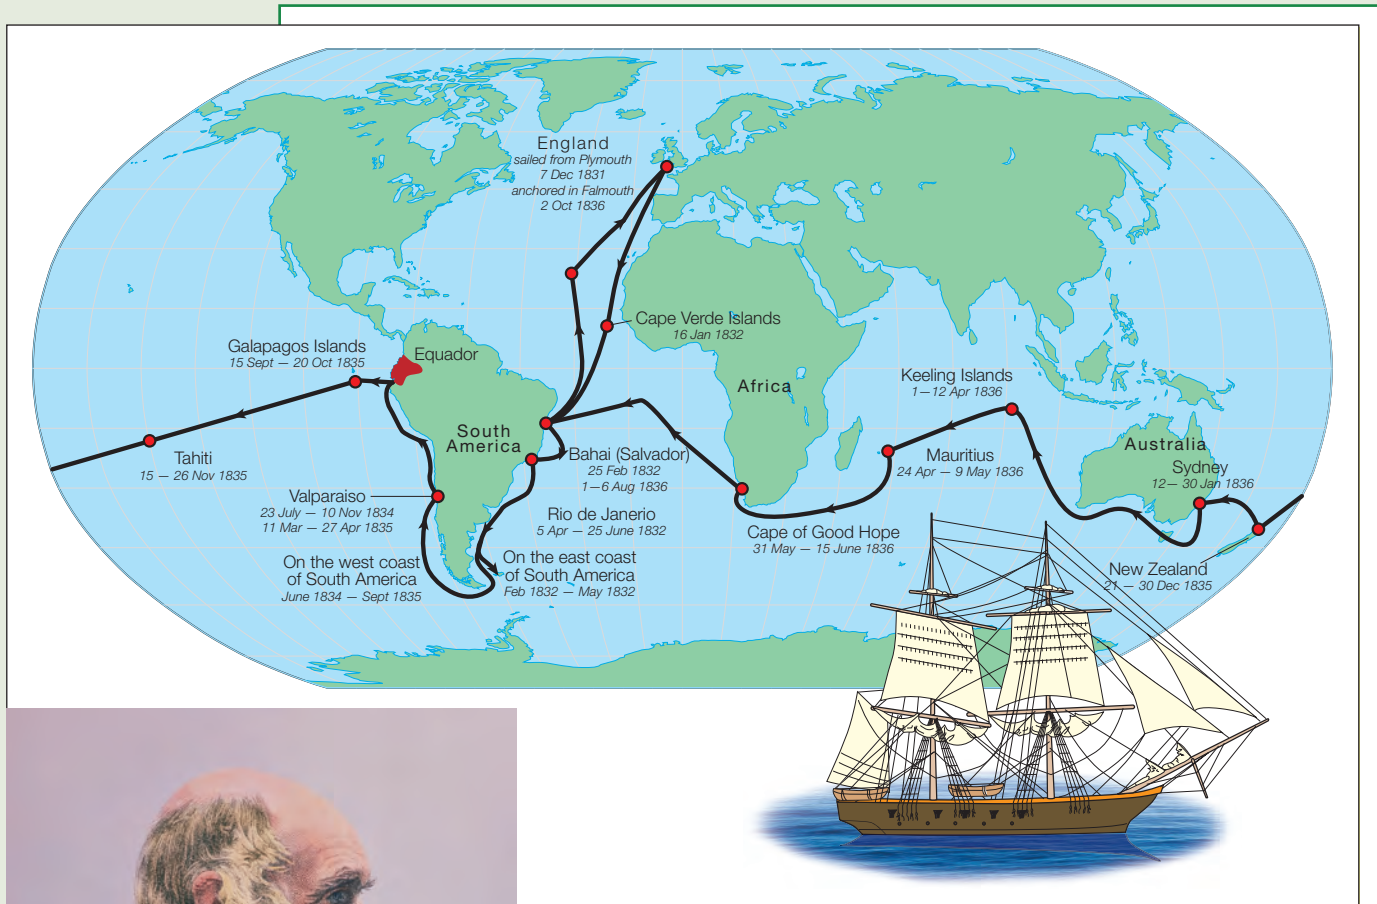 England
sailed from Plymouth
7 Dec 1831
anchored in Falmouth
2 Oct 1836
Cape Verde Islands
16 Jan 1832
Galapagos Islands
15 Sept — 20 Oct 1835
Equador
Africa
Keeling Islands
1—12 Apr 1836
South
America
Australia
Tahiti
15 — 26 Nov 1835
Bahai (Salvador)
25 Feb 1832
1—6 Aug 1836
Mauritius
24 Apr — 9 May 1836
Sydney
12— 30 Jan 1836
Valparaiso
23 July — 10 Nov 1834
11 Mar — 27 Apr 1835
Rio de Janerio
5 Apr — 25 June 1832
Cape of Good Hope
31 May — 15 June 1836
On the west coast
of South America
June 1834 — Sept 1835
On the east coast
of South America
Feb 1832 — May 1832
New Zealand
21 — 30 Dec 1835